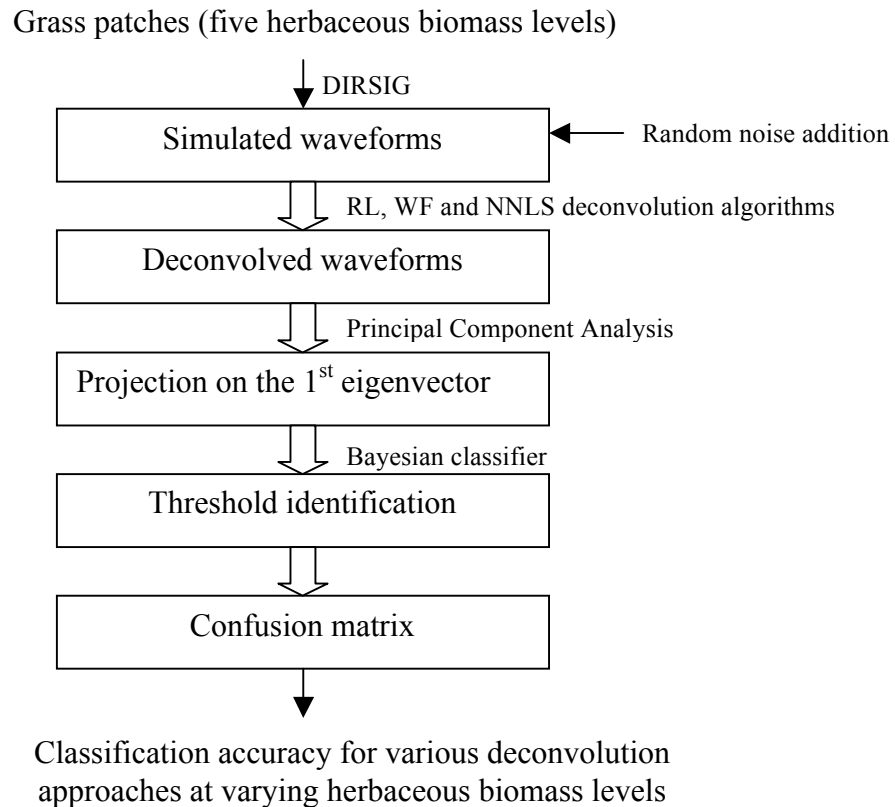 Grass patches (five herbaceous biomass levels)
DIRSIG
Simulated waveforms
Random noise addition
RL, WF and NNLS deconvolution algorithms
Deconvolved waveforms
Principal Component Analysis
Projection on the 1st eigenvector
Bayesian classifier
Threshold identification
Confusion matrix
Classification accuracy for various deconvolution
approaches at varying herbaceous biomass levels